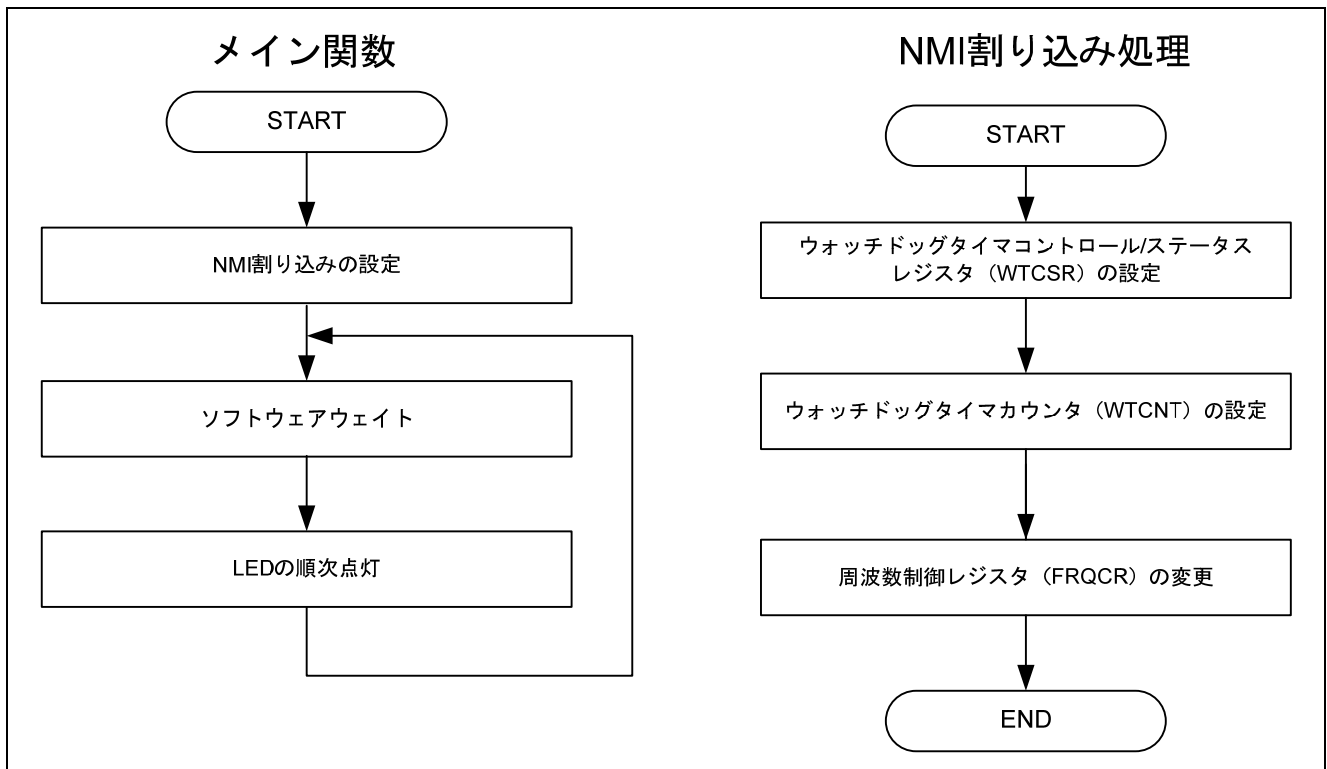 メイン関数
START
NMI割り込みの設定
ソフトウェアウェイト
LEDの順次点灯
NMI割り込み処理
START
ウォッチドッグタイマコントロール/ステータス
レジスタ（WTCSR）の設定
ウォッチドッグタイマカウンタ（WTCNT）の設定
周波数制御レジスタ（FRQCR）の変更
END